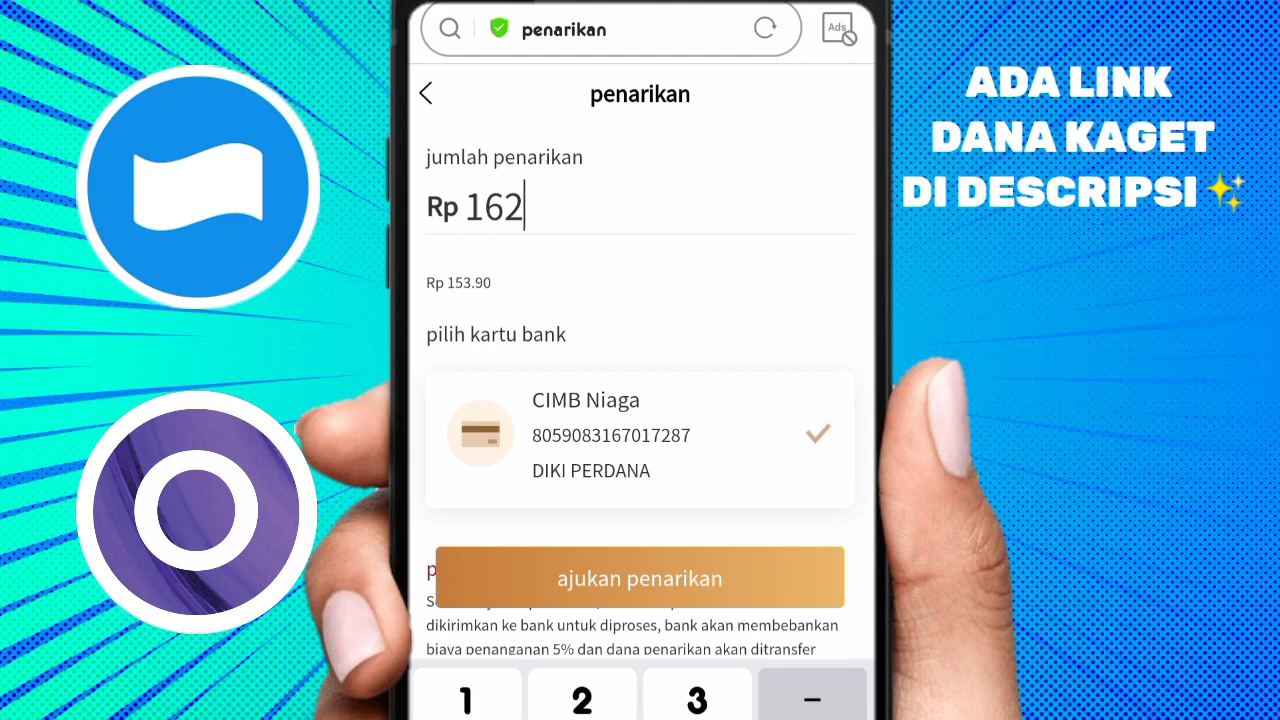 penarikan
Ads
penarikan
jumlah penarikan
Rp 162
Rp 153.90
pilih kartu bank
CIMB Niaga
8059083167017287
DIKI PERDANA
ajukan penarikan
dikirimkan ke bank untuk diproses, bank akan membebankan
biaya penanganan 5% dan dana penarikan akan ditransfer
1 2 3 −
ADA LINK
DANA KAGET
DI DESCRIPSI ✨